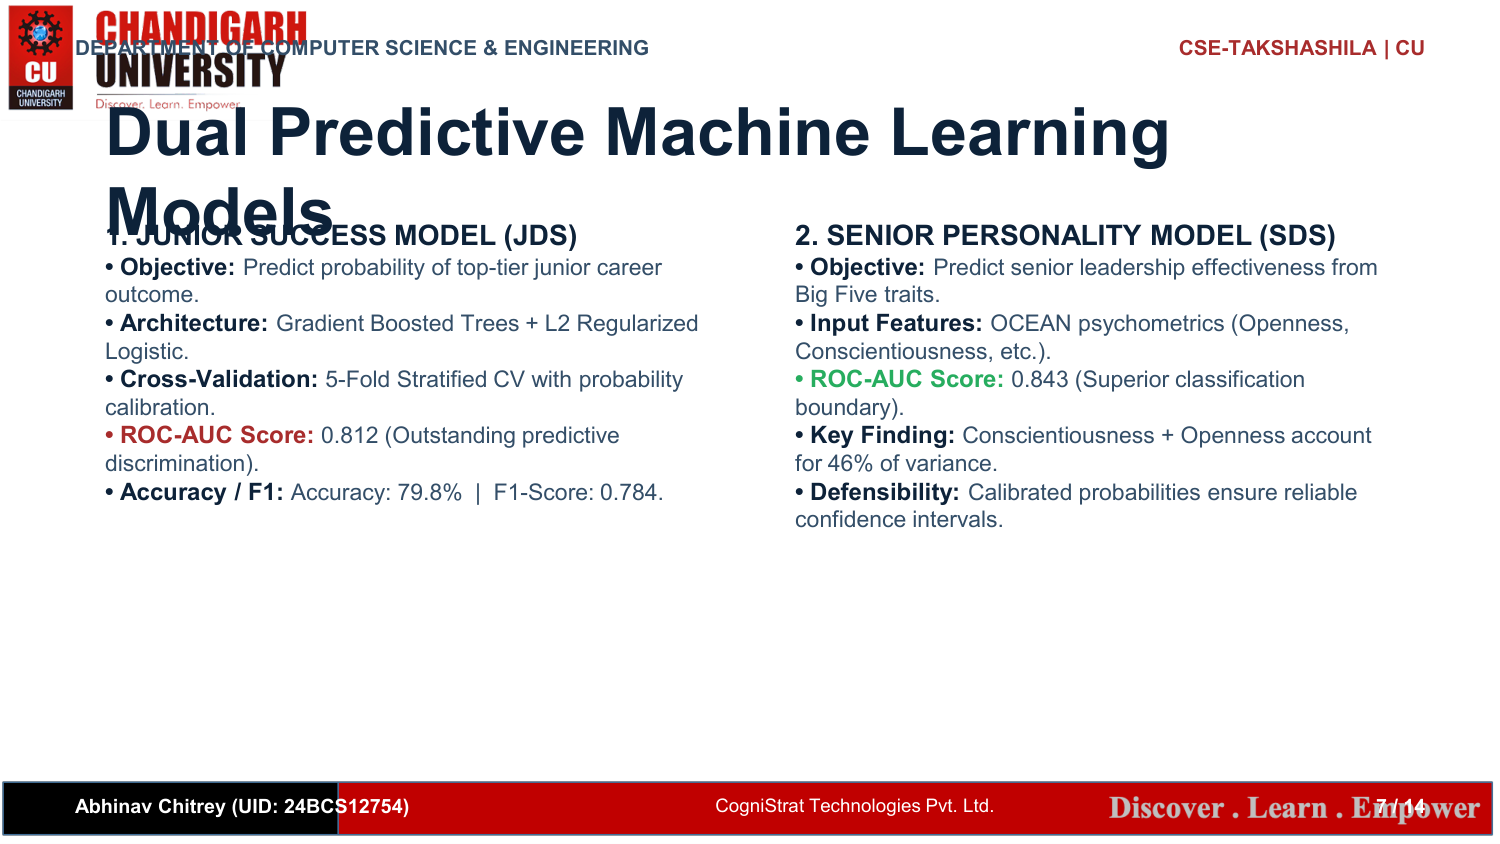 CHANDIGARH
UNIVERSITY
Discover. Learn. Empower
CU
CHANDIGARH
UNIVERSITY
DEPARTMENT OF COMPUTER SCIENCE & ENGINEERING
CSE-TAKSHASHILA | CU
Dual Predictive Machine Learning
Models
1. JUNIOR SUCCESS MODEL (JDS)
• Objective: Predict probability of top-tier junior career
outcome.
• Architecture: Gradient Boosted Trees + L2 Regularized
Logistic.
• Cross-Validation: 5-Fold Stratified CV with probability
calibration.
• ROC-AUC Score: 0.812 (Outstanding predictive
discrimination).
• Accuracy / F1: Accuracy: 79.8% | F1-Score: 0.784.
2. SENIOR PERSONALITY MODEL (SDS)
• Objective: Predict senior leadership effectiveness from
Big Five traits.
• Input Features: OCEAN psychometrics (Openness,
Conscientiousness, etc.).
• ROC-AUC Score: 0.843 (Superior classification
boundary).
• Key Finding: Conscientiousness + Openness account
for 46% of variance.
• Defensibility: Calibrated probabilities ensure reliable
confidence intervals.
Abhinav Chitrey (UID: 24BCS12754)
CogniStrat Technologies Pvt. Ltd.
Discover . Learn . Empower
7 / 14